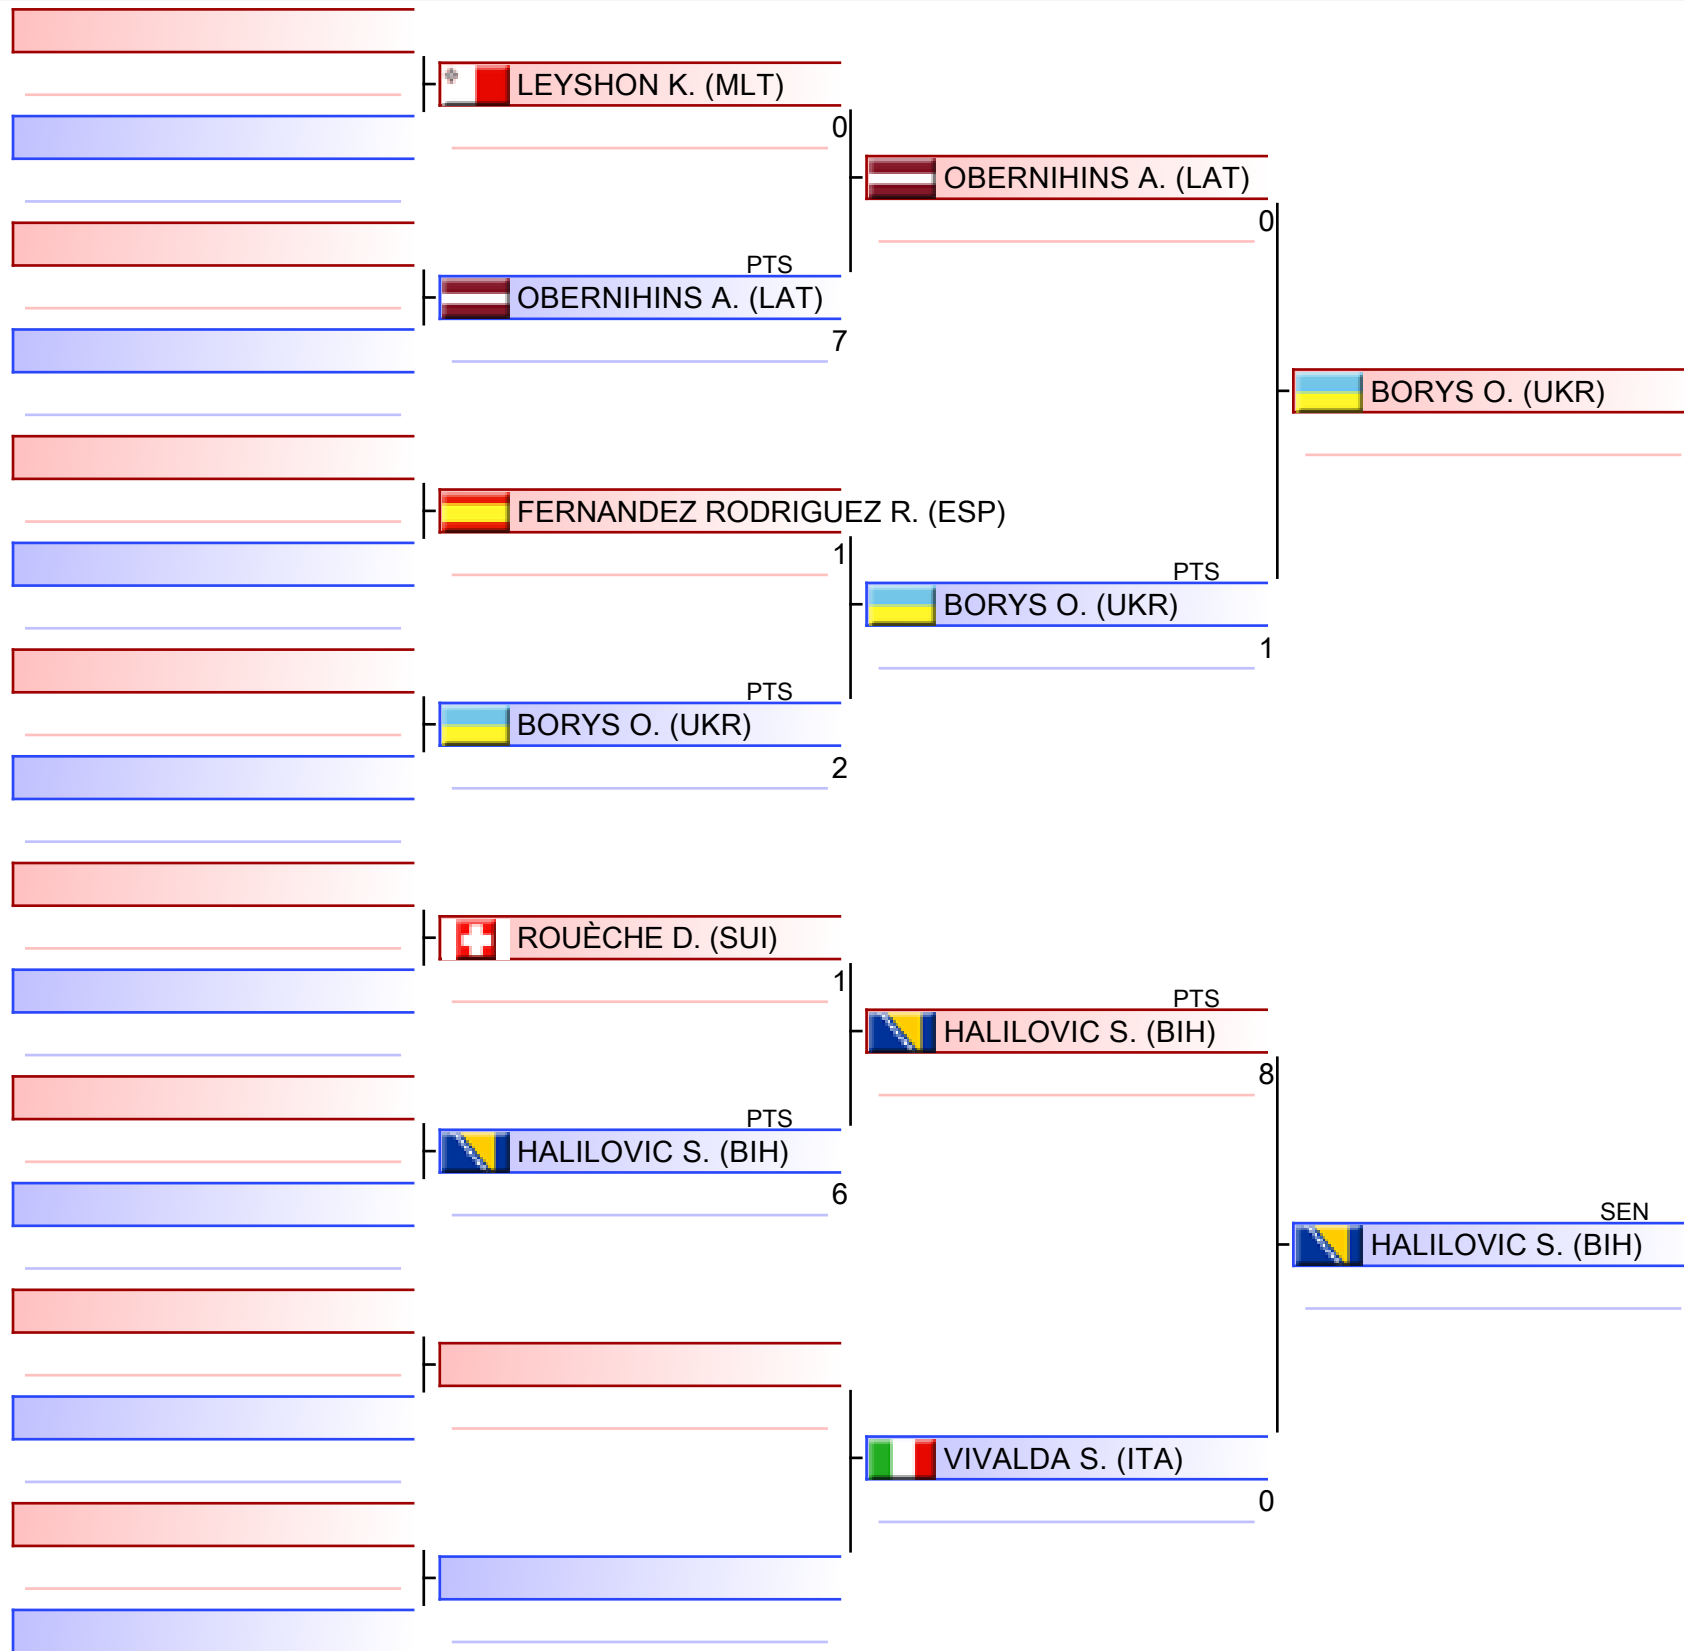 LEYSHON K. (MLT)
0
OBERNIHINS A. (LAT)
0
PTS
OBERNIHINS A. (LAT)
7
BORYS O. (UKR)
FERNANDEZ RODRIGUEZ R. (ESP)
1
PTS
BORYS O. (UKR)
1
PTS
BORYS O. (UKR)
2
ROUÈCHE D. (SUI)
1
PTS
HALILOVIC S. (BIH)
8
PTS
HALILOVIC S. (BIH)
6
SEN
HALILOVIC S. (BIH)
VIVALDA S. (ITA)
0